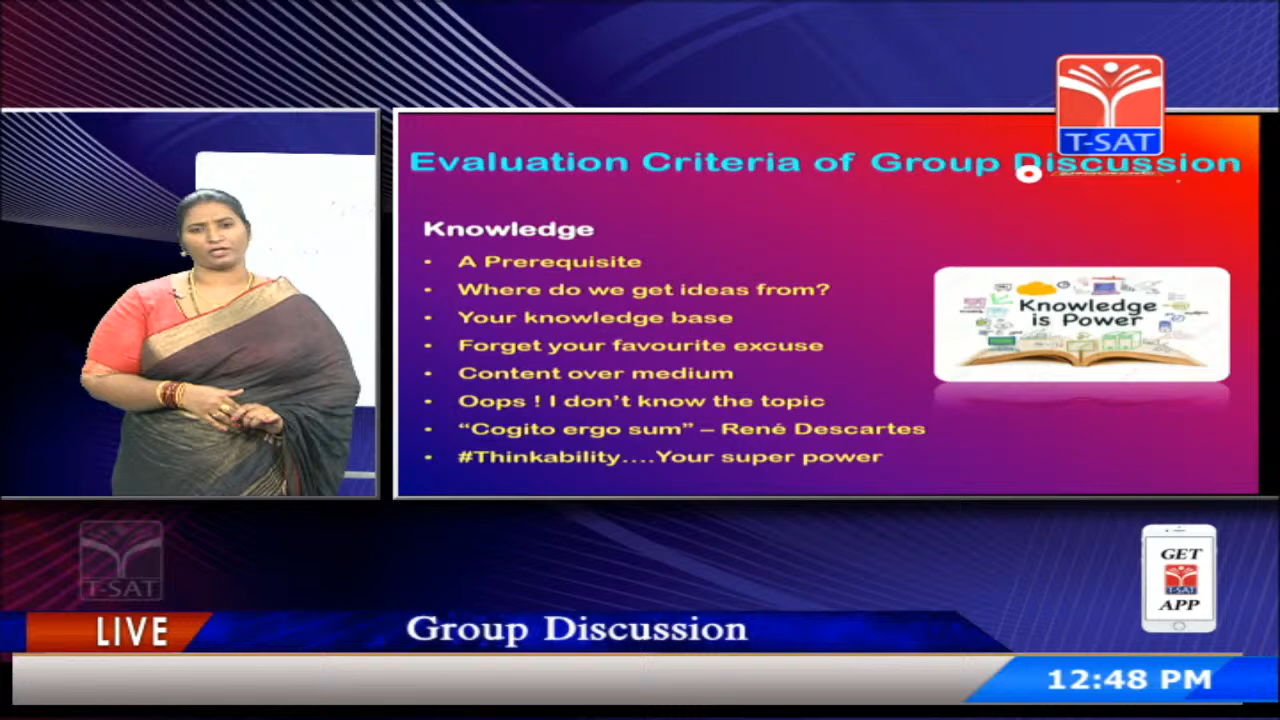 T-SAT
Evaluation Criteria of Group Discussion
Knowledge
• A Prerequisite
• Where do we get ideas from?
• Your knowledge base
• Forget your favourite excuse
• Content over medium
• Oops ! I don't know the topic
• “Cogito ergo sum” – René Descartes
• #Thinkability....Your super power
Knowledge
is Power
T-SAT
GET
T-SAT
APP
LIVE
Group Discussion
12:48 PM